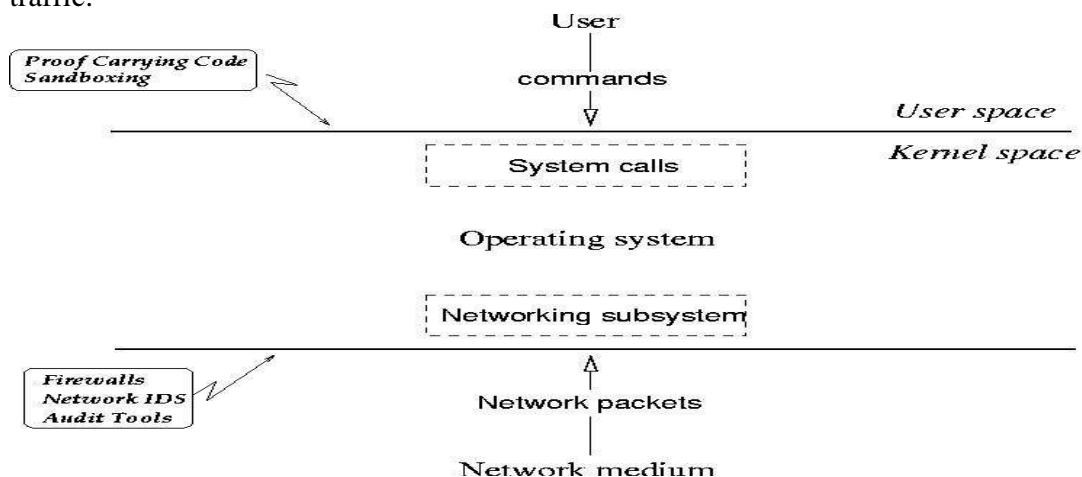 traffic.
User
Proof Carrying Code
Sandboxing
commands
User space
Kernel space
System calls
Operating system
Networking subsystem
Firewalls
Network IDS
Audit Tools
Network packets
Network medium